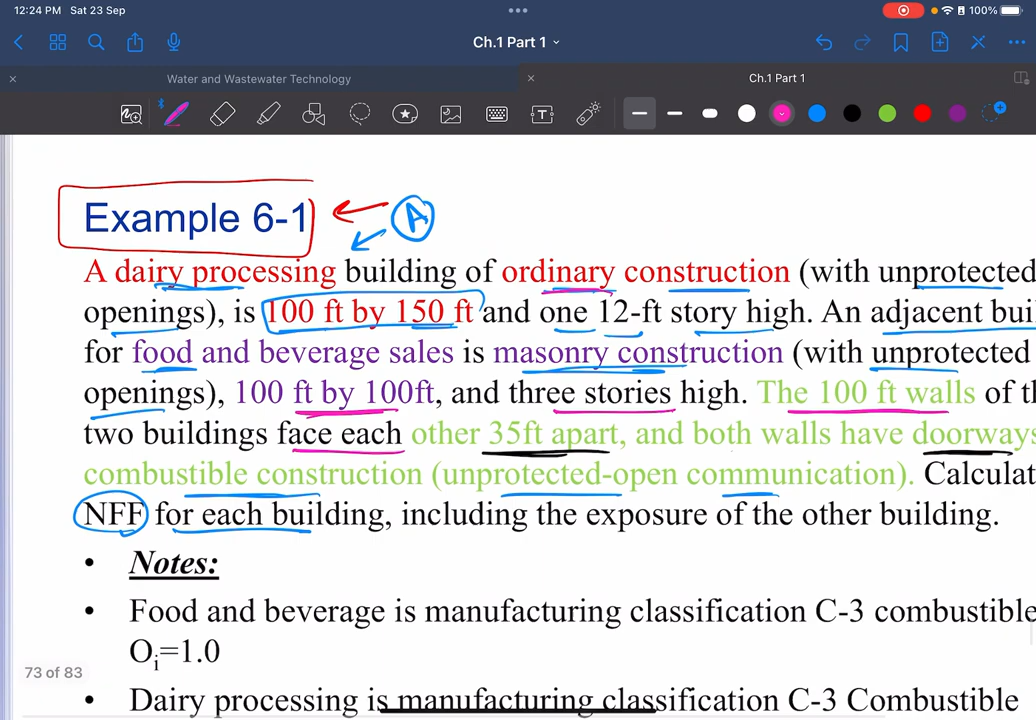 12:24 PM Sat 23 Sep
100%
Ch.1 Part 1
Water and Wastewater Technology
Ch.1 Part 1
Example 6-1
A
A dairy processing building of ordinary construction (with unprotected
openings), is 100 ft by 150 ft and one 12-ft story high. An adjacent bui
for food and beverage sales is masonry construction (with unprotected
openings), 100 ft by 100ft, and three stories high. The 100 ft walls of th
two buildings face each other 35ft apart, and both walls have doorways
combustible construction (unprotected-open communication). Calculat
NFF for each building, including the exposure of the other building.
• Notes:
• Food and beverage is manufacturing classification C-3 combustible
Oi=1.0
73 of 83
• Dairy processing is manufacturing classification C-3 Combustible